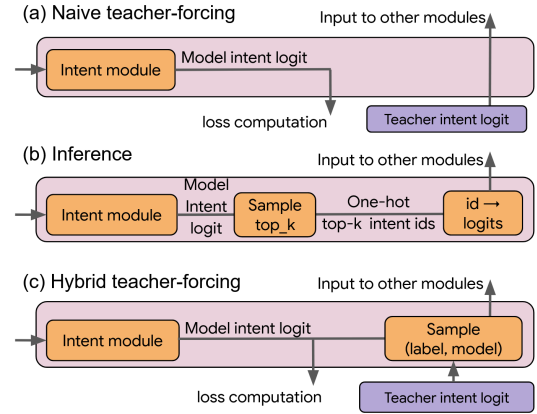 (a) Naive teacher-forcing
Input to other modules
Intent module
Model intent logit
loss computation
Teacher intent logit
(b) Inference
Input to other modules
Intent module
Model
Intent
logit
Sample
top_k
One-hot
top-k intent ids
id →
logits
(c) Hybrid teacher-forcing
Input to other modules
Intent module
Model intent logit
Sample
(label, model)
loss computation
Teacher intent logit